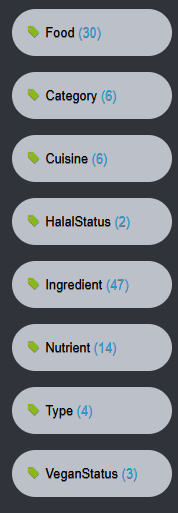 Food (30)
Category (6)
Cuisine (6)
HalalStatus (2)
Ingredient (47)
Nutrient (14)
Type (4)
VeganStatus (3)